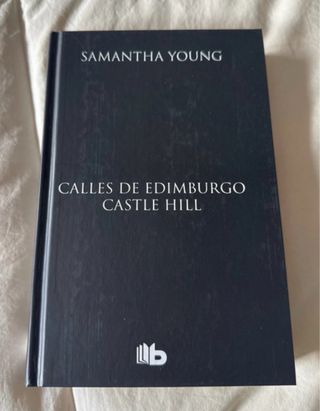 SAMANTHA YOUNG
CALLES DE EDIMBURGO
CASTLE HILL
b